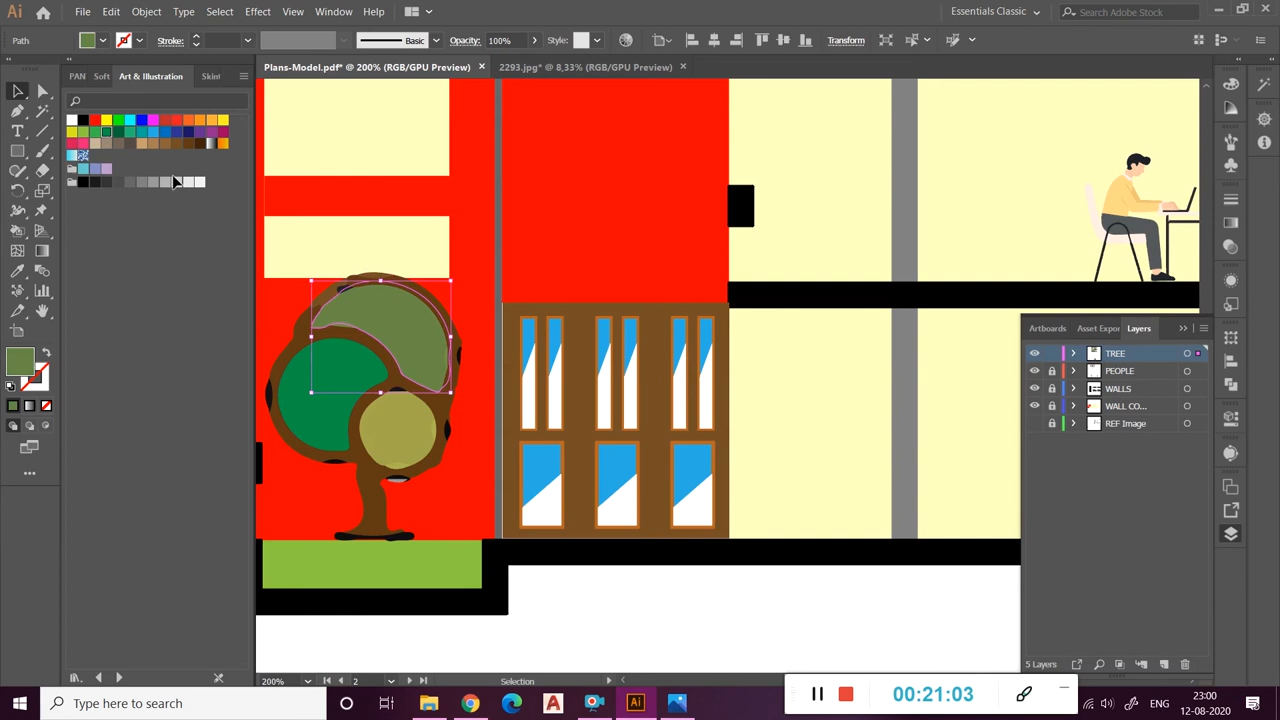 Ai File Edit Object Type Select Effect View Window Help Essentials Classic Search Adobe Stock
Path Stroke: Basic Opacity: 100% Style: Transform
PAN Soft Art & Illustration Skint
Plans-Model.pdf* @ 200% (RGB/GPU Preview) × 2293.jpg* @ 8,33% (RGB/GPU Preview) ×
Artboards Asset Expor Layers
TREE
PEOPLE
WALLS
WALL CO...
REF Image
5 Layers
200% 2 Selection
Type here to search
00:21:03
23:00
12-08-2020